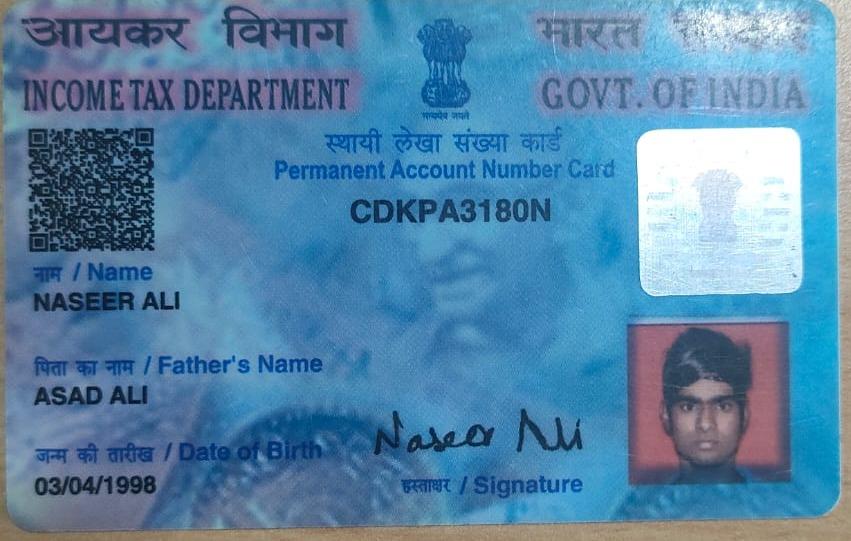 आयकर विभाग
INCOME TAX DEPARTMENT
सत्यमेव जयते
भारत सरकार
GOVT. OF INDIA
स्थायी लेखा संख्या कार्ड
Permanent Account Number Card
CDKPA3180N
नाम / Name
NASEER ALI
पिता का नाम / Father's Name
ASAD ALI
जन्म की तारीख / Date of Birth
03/04/1998
Naseer Ali
हस्ताक्षर / Signature